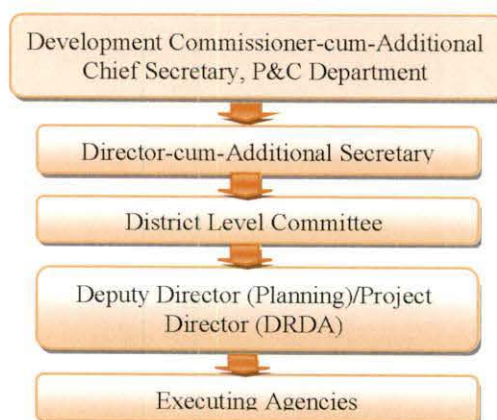 Development Commissioner-cum-Additional
Chief Secretary, P&C Department
Director-cum-Additional Secretary
District Level Committee
Deputy Director (Planning)/Project
Director (DRDA)
Executing Agencies